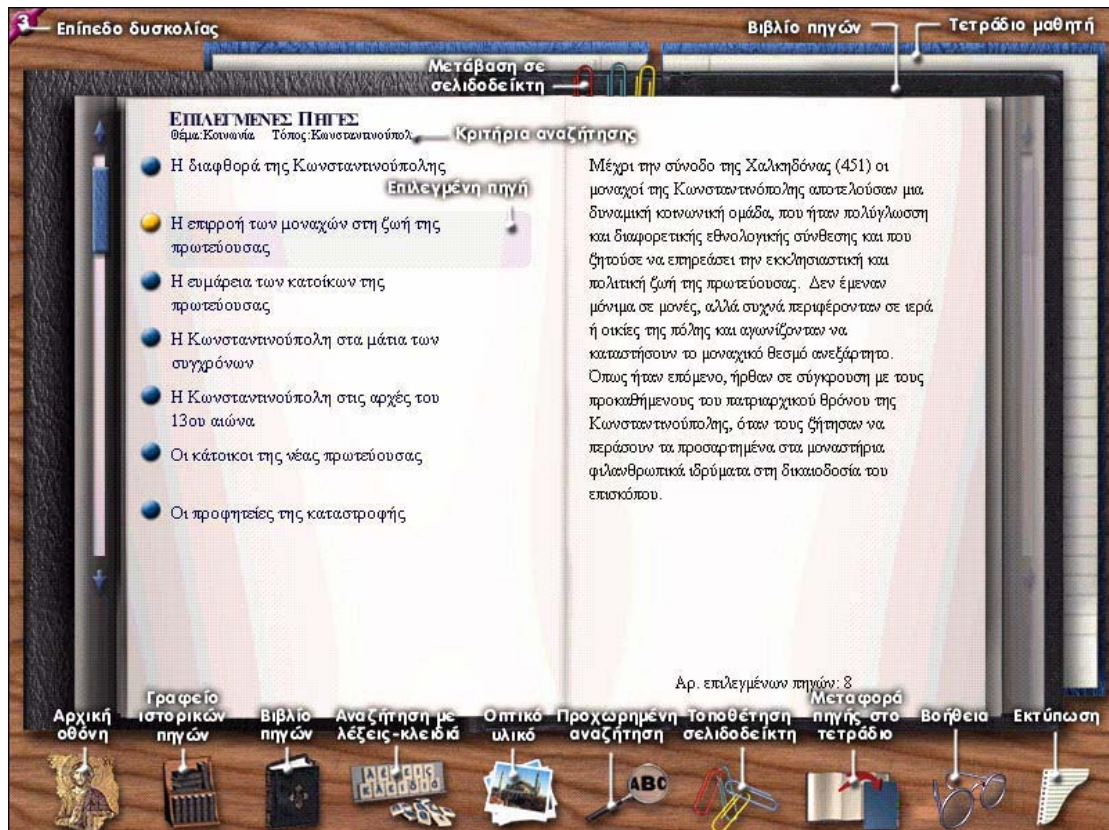 3
Επίπεδο δυσκολίας
Βιβλίο πηγών
Τετράδιο μαθητή
Μετάβαση σε
σελιδοδείκτη
ΕΠΙΛΕΓΜΕΝΕΣ ΠΗΓΕΣ
Θέμα:Κοινωνία Τόπος:Κωνσταντινούπολ
Κριτήρια αναζήτησης
Η διαφθορά της Κωνσταντινούπολης
Επιλεγμένη πηγή
Η επιρροή των μοναχών στη ζωή της
πρωτεύουσας
Η ευμάρεια των κατοίκων της
πρωτεύουσας
Η Κωνσταντινούπολη στα μάτια των
συγχρόνων
Η Κωνσταντινούπολη στις αρχές του
13ου αιώνα
Οι κάτοικοι της νέας πρωτεύουσας
Οι προφητείες της καταστροφής
Μέχρι την σύνοδο της Χαλκηδόνας (451) οι
μοναχοί της Κωνσταντινόπολης αποτελούσαν μια
δυναμική κοινωνική ομάδα, που ήταν πολύγλωσση
και διαφορετικής εθνολογικής σύνθεσης και που
ζητούσε να επηρεάσει την εκκλησιαστική και
πολιτική ζωή της πρωτεύουσας. Δεν έμεναν
μόνιμα σε μονές, αλλά συχνά περιφέρονταν σε ιερά
ή οικίες της πόλης και αγωνίζονταν να
καταστήσουν το μοναχικό θεσμό ανεξάρτητο.
Όπως ήταν επόμενο, ήρθαν σε σύγκρουση με τους
προκαθήμενους του πατριαρχικού θρόνου της
Κωνσταντινούπολης, όταν τους ζήτησαν να
περάσουν τα προσαρτημένα στα μοναστήρια
φιλανθρωπικά ιδρύματα στη δικαιοδοσία του
επισκόπου.
Αρ. επιλεγμένων πηγών: 8
Αρχική
οθόνη
Γραφείο
ιστορικών
πηγών
Βιβλίο
πηγών
Αναζήτηση με
λέξεις-κλειδιά
Οπτικό
υλικό
Προχωρημένη
αναζήτηση
Τοποθέτηση
σελιδοδείκτη
Μεταφορά
πηγής στο
τετράδιο
Βοήθεια
Εκτύπωση
λέξεις
κλειδιά
ABC